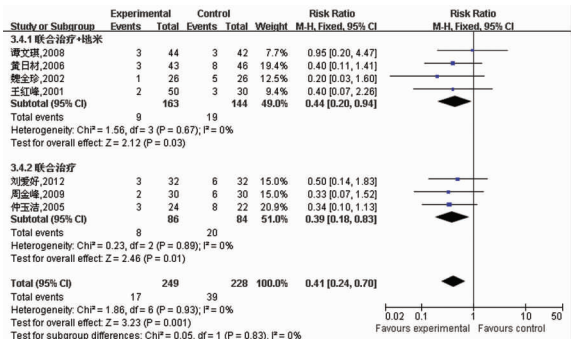 Experimental Control Risk Ratio Risk Ratio
Study or Subgroup Events Total Events Total Weight M-H, Fixed, 95% CI M-H, Fixed, 95% CI
3.4.1 联合治疗+地米
谭文琪,2008 3 44 3 42 7.7% 0.95 [0.20, 4.47]
黄日材,2006 3 43 8 46 19.4% 0.40 [0.11, 1.41]
魏全珍,2002 1 26 5 26 12.5% 0.20 [0.03, 1.60]
王红峰,2001 2 50 3 30 9.4% 0.40 [0.07, 2.26]
Subtotal (95% CI) 163 144 49.0% 0.44 [0.20, 0.94]
Total events 9 19
Heterogeneity: Chi² = 1.56, df = 3 (P = 0.67); I² = 0%
Test for overall effect: Z = 2.12 (P = 0.03)
3.4.2 联合治疗
刘爱好,2012 3 32 6 32 15.0% 0.50 [0.14, 1.83]
周金峰,2009 2 30 6 30 15.0% 0.33 [0.07, 1.52]
仲玉洁,2005 3 24 8 22 20.9% 0.34 [0.10, 1.13]
Subtotal (95% CI) 86 84 51.0% 0.39 [0.18, 0.83]
Total events 8 20
Heterogeneity: Chi² = 0.23, df = 2 (P = 0.89); I² = 0%
Test for overall effect: Z = 2.46 (P = 0.01)
Total (95% CI) 249 228 100.0% 0.41 [0.24, 0.70]
Total events 17 39
Heterogeneity: Chi² = 1.86, df = 6 (P = 0.93); I² = 0%
Test for overall effect: Z = 3.23 (P = 0.001)
Test for subgroup differences: Chi² = 0.05, df = 1 (P = 0.83), I² = 0%
0.02 0.1 1 10 50
Favours experimental Favours control